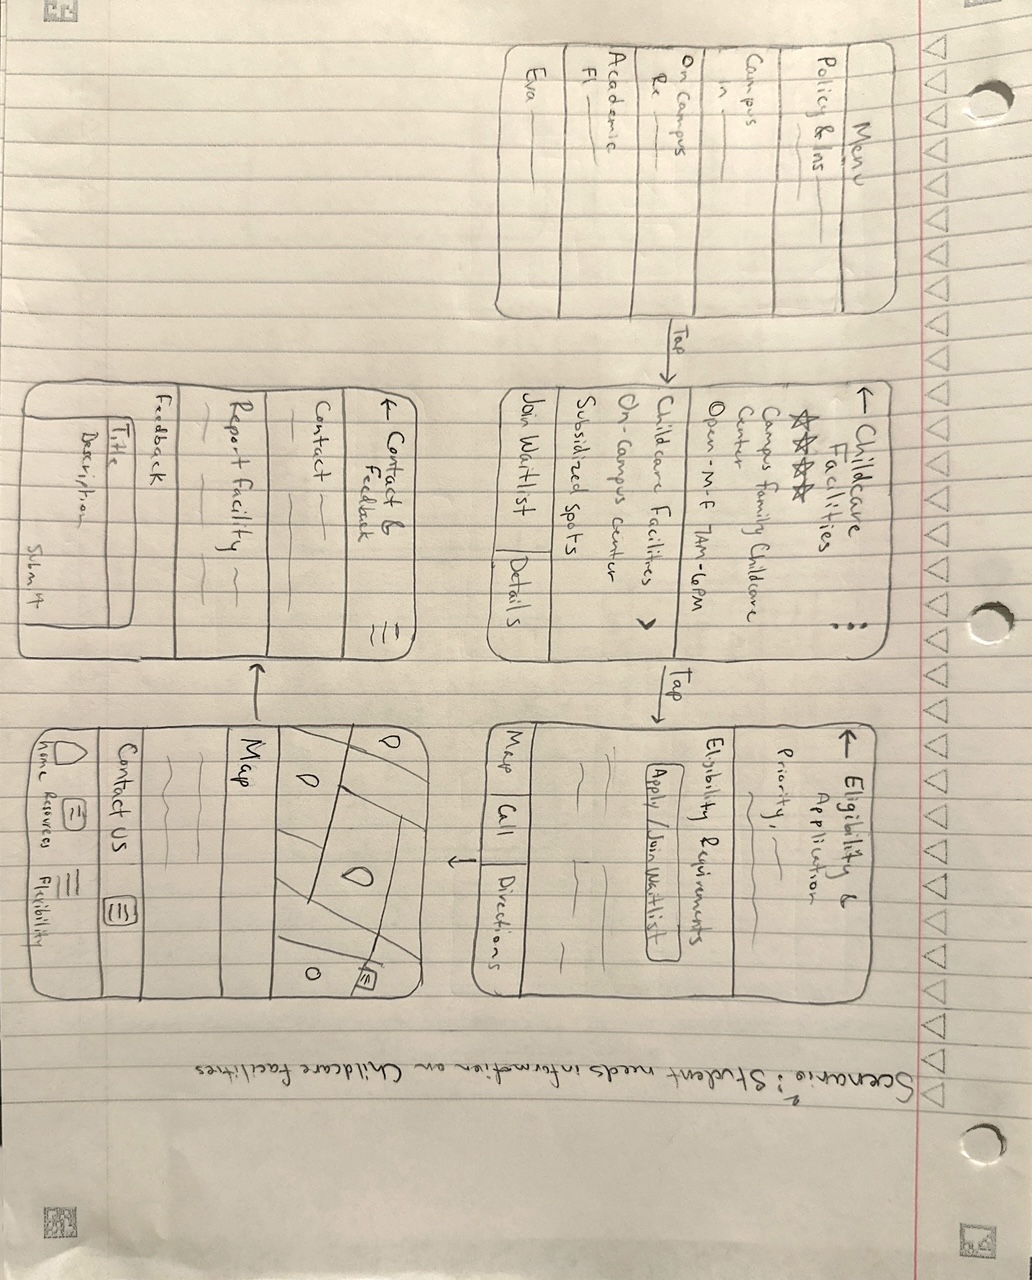 Scenario 2: Student needs information on Childcare facilities
Menu
Policy & Ins
Campus
In
On Campus
Re
Academic
Fl
Eva
Tap
← Childcare
Facilities
Campus Family Childcare
Center
Open - M-F 7AM-6PM
Childcare Facilities >
On-Campus center
Subsidized spots
Join Waitlist Details
Tap
← Eligibility &
Application
Priority,
Eligibility Requirements
Apply / Join Waitlist
Map Call Directions
Map
Contact US
home Resources Flexibility
← Contact &
Feedback
Contact
Report Facility
Feedback
Title
Description
Submit